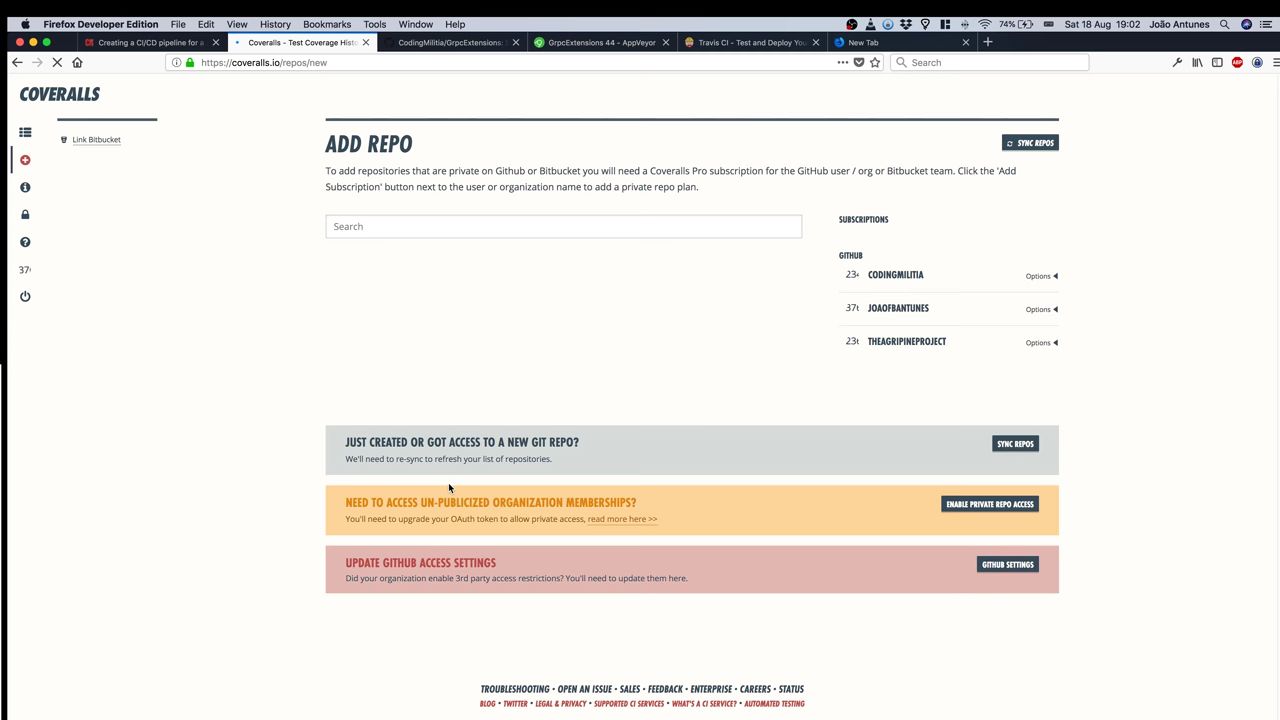 Firefox Developer Edition File Edit View History Bookmarks Tools Window Help 74% Sat 18 Aug 19:02 João Antunes
Creating a CI/CD pipeline for a Coveralls - Test Coverage Hist CodingMilitia/GrpcExtensions: GrpcExtensions 44 - AppVeyor Travis CI - Test and Deploy You New Tab
https://coveralls.io/repos/new Search
COVERALLS
Link Bitbucket
ADD REPO
SYNC REPOS
To add repositories that are private on Github or Bitbucket you will need a Coveralls Pro subscription for the GitHub user / org or Bitbucket team. Click the 'Add
Subscription' button next to the user or organization name to add a private repo plan.
Search
SUBSCRIPTIONS
GITHUB
CODINGMILITIA Options
JOAOFBANTUNES Options
THEAGRIPINEPROJECT Options
JUST CREATED OR GOT ACCESS TO A NEW GIT REPO?
We'll need to re-sync to refresh your list of repositories.
SYNC REPOS
NEED TO ACCESS UN-PUBLICIZED ORGANIZATION MEMBERSHIPS?
You'll need to upgrade your OAuth token to allow private access, read more here >>
ENABLE PRIVATE REPO ACCESS
UPDATE GITHUB ACCESS SETTINGS
Did your organization enable 3rd party access restrictions? You'll need to update them here.
GITHUB SETTINGS
TROUBLESHOOTING • OPEN AN ISSUE • SALES • FEEDBACK • ENTERPRISE • CAREERS • STATUS
BLOG • TWITTER • LEGAL & PRIVACY • SUPPORTED CI SERVICES • WHAT'S A CI SERVICE? • AUTOMATED TESTING